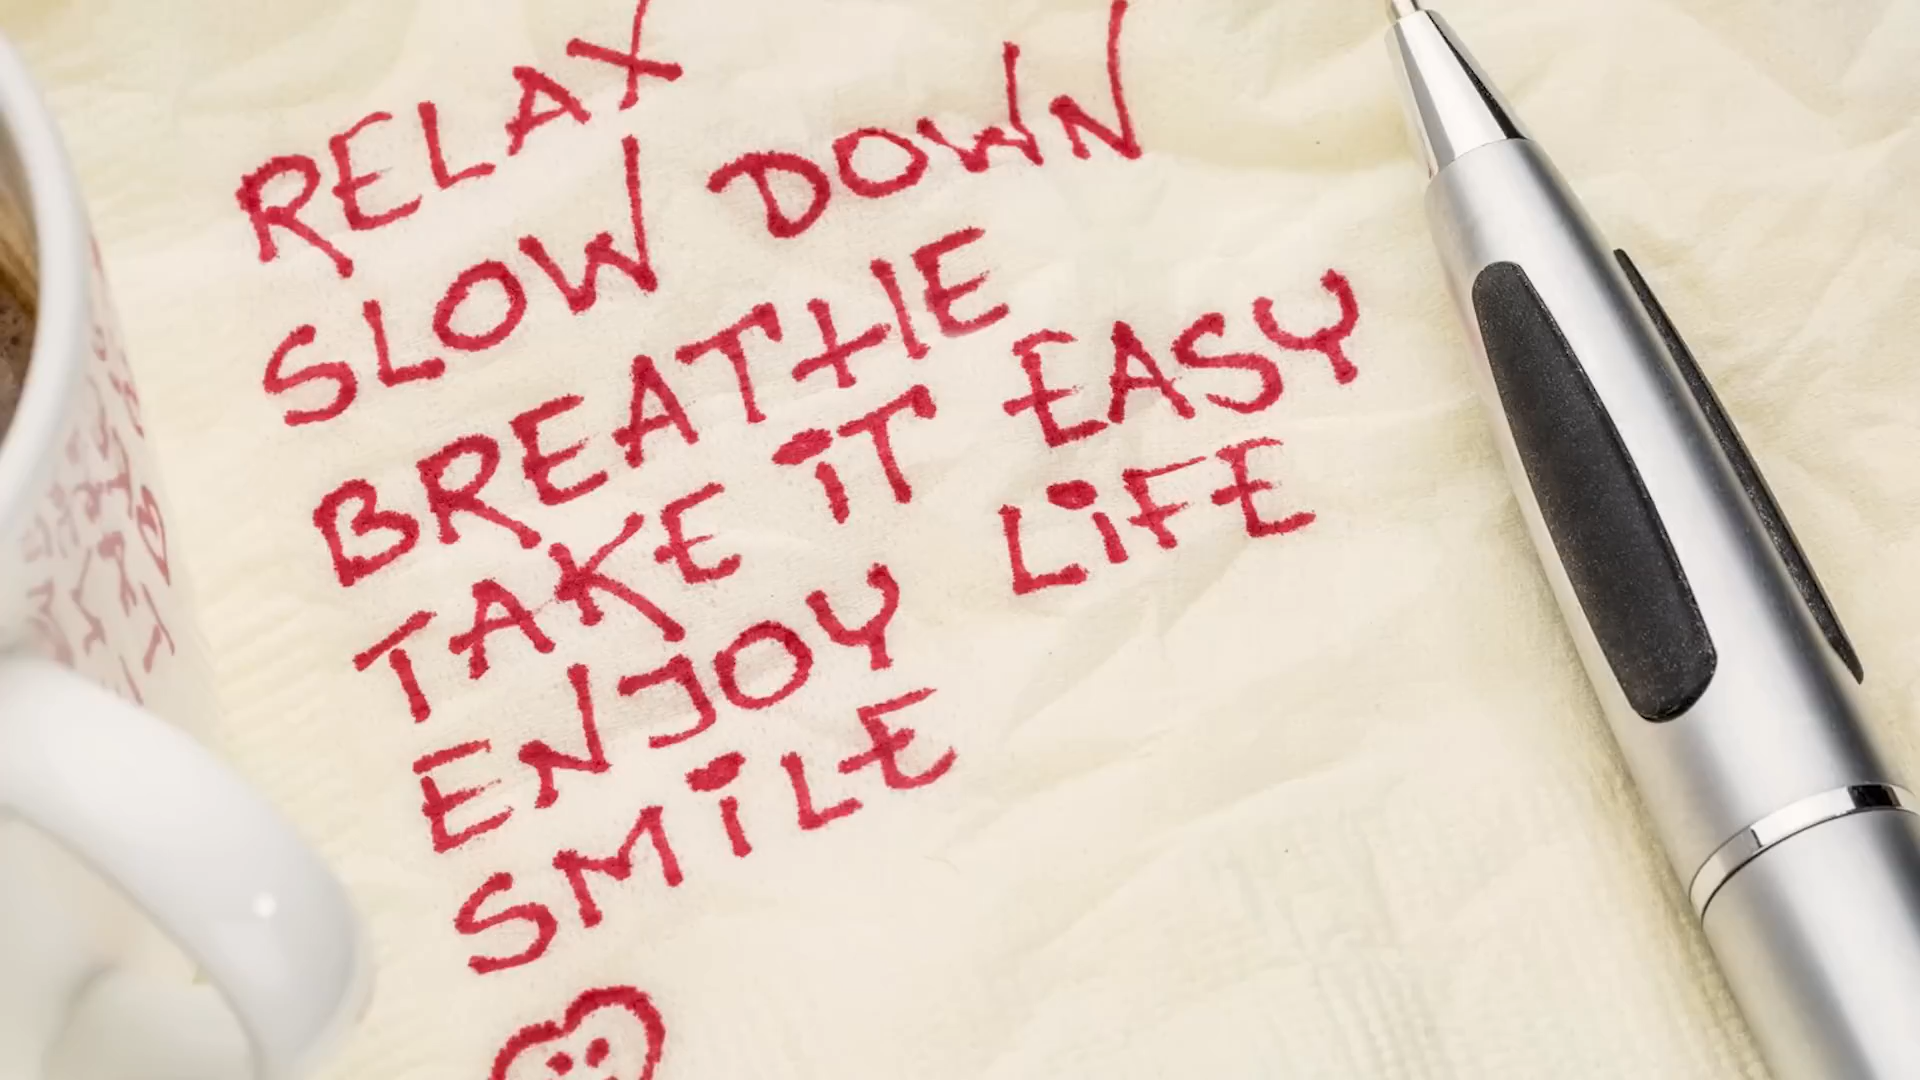 RELAX
SLOW DOWN
BREATHE
TAKE iT EASY
ENJOY LiFE
SMiLE